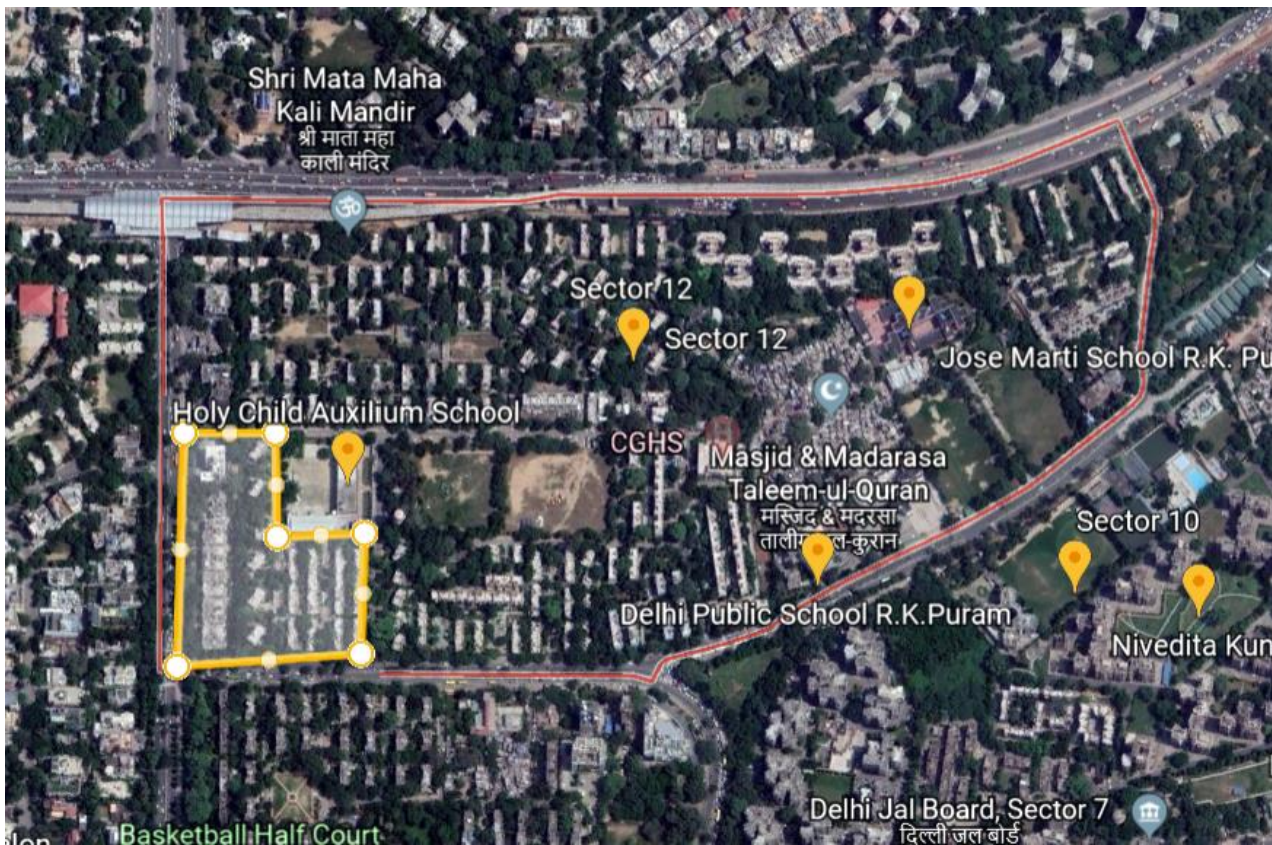 Shri Mata Maha
Kali Mandir
श्री माता महा
काली मंदिर
Sector 12
Sector 12
Jose Marti School R.K. Pu
Holy Child Auxilium School
CGHS
Masjid & Madarasa
Taleem-ul-Quran
मस्जिद & मदरसा
Sector 10
Delhi Public School R.K.Puram
Nivedita Kun
Delhi Jal Board, Sector 7
दिल्ली जल बोर्ड
Basketball Half Court